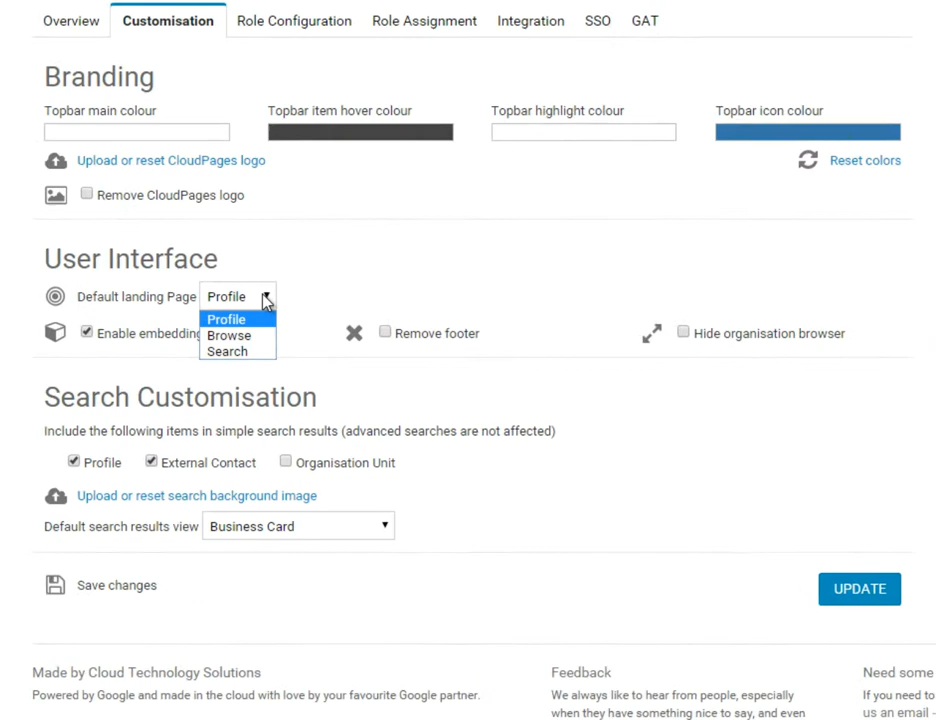 Overview Customisation Role Configuration Role Assignment Integration SSO GAT
Branding
Topbar main colour Topbar item hover colour Topbar highlight colour Topbar icon colour
Upload or reset CloudPages logo Reset colors
Remove CloudPages logo
User Interface
Default landing Page Profile
Profile
Browse
Search
Enable embedding Remove footer Hide organisation browser
Search Customisation
Include the following items in simple search results (advanced searches are not affected)
Profile External Contact Organisation Unit
Upload or reset search background image
Default search results view Business Card
Save changes UPDATE
Made by Cloud Technology Solutions Feedback Need some
Powered by Google and made in the cloud with love by your favourite Google partner. We always like to hear from people, especially If you need to
when they have something nice to say, and even us an email -